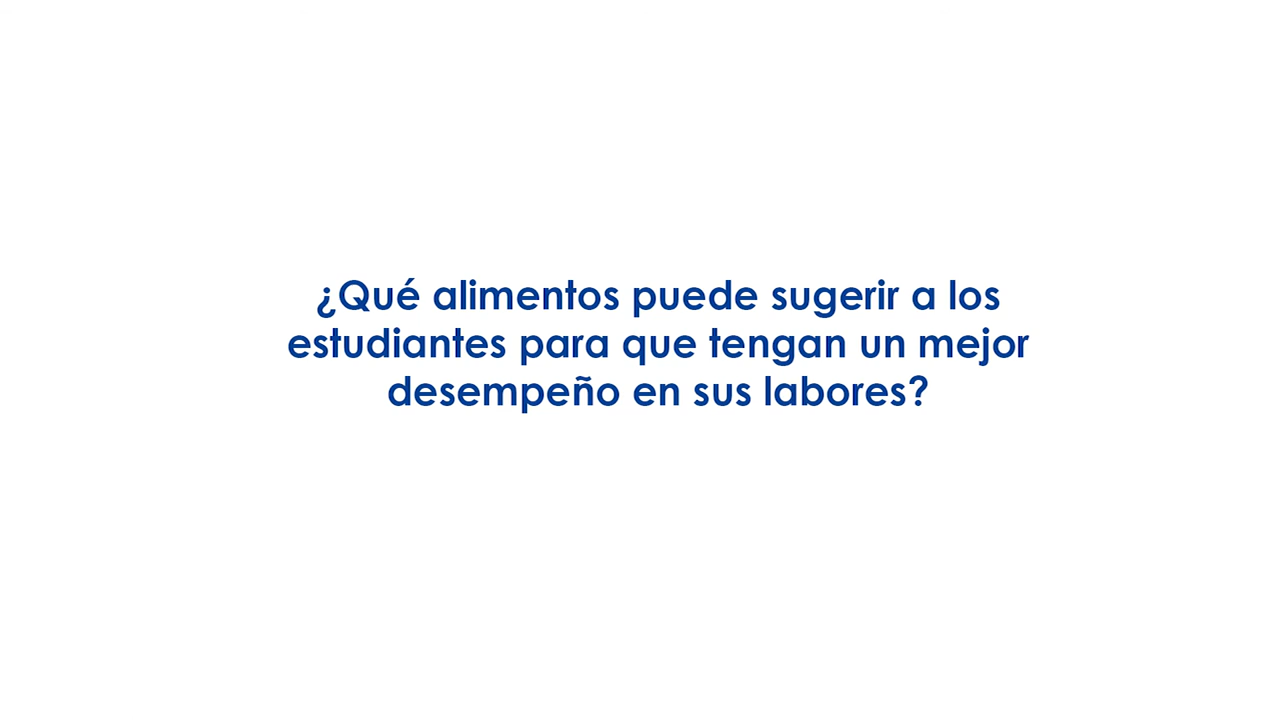 ¿Qué alimentos puede sugerir a los
estudiantes para que tengan un mejor
desempeño en sus labores?